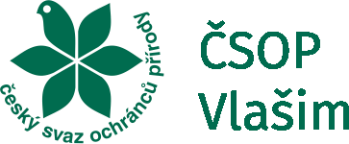 český svaz ochránců přírody
ČSOP
Vlašim